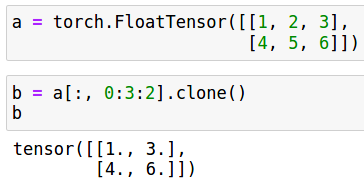 a = torch.FloatTensor([[1, 2, 3],
                       [4, 5, 6]])
b = a[:, 0:3:2].clone()
b
tensor([[1., 3.],
        [4., 6.]])